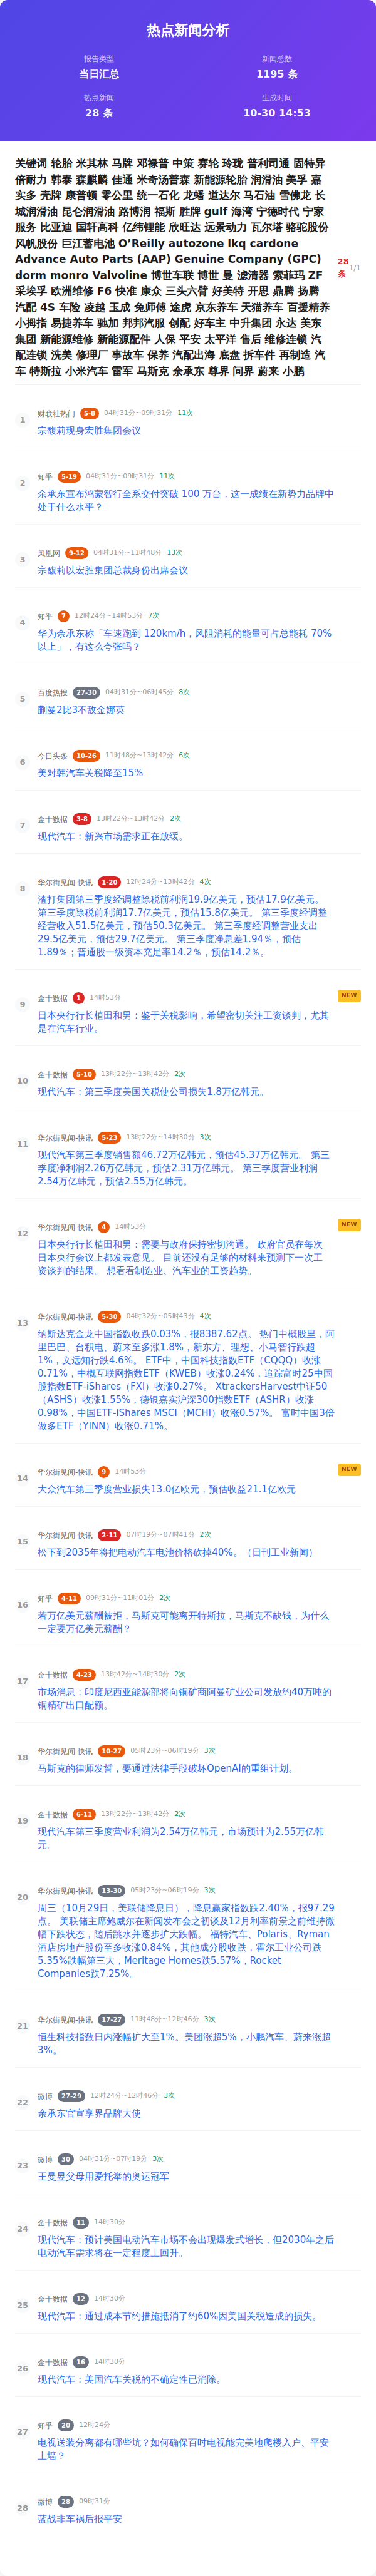 热点新闻分析
报告类型
新闻总数
当日汇总
1195 条
热点新闻
生成时间
28 条
10-30 14:53
关键词 轮胎 米其林 马牌 邓禄普 中策 赛轮 玲珑 普利司通 固特异
倍耐力 韩泰 森麒麟 佳通 米奇汤普森 新能源轮胎 润滑油 美孚 嘉
实多 壳牌 康普顿 零公里 统一石化 龙蟠 道达尔 马石油 雪佛龙 长
城润滑油 昆仑润滑油 路博润 福斯 胜牌 gulf 海湾 宁德时代 宁家
服务 比亚迪 国轩高科 亿纬锂能 欣旺达 远景动力 瓦尔塔 骆驼股份
风帆股份 巨江蓄电池 O’Reilly autozone lkq cardone
Advance Auto Parts (AAP) Genuine Company (GPC)
dorm monro Valvoline 博世车联 博世 曼 滤清器 索菲玛 ZF
采埃孚 欧洲维修 F6 快准 康众 三头六臂 好美特 开思 鼎腾 扬腾
汽配 4S 车险 凌越 玉成 兔师傅 途虎 京东养车 天猫养车 百援精养
小拇指 易捷养车 驰加 邦邦汽服 创配 好车主 中升集团 永达 美东
集团 新能源维修 新能源配件 人保 平安 太平洋 售后 维修连锁 汽
配连锁 洗美 修理厂 事故车 保养 汽配出海 底盘 拆车件 再制造 汽
车 特斯拉 小米汽车 雷军 马斯克 余承东 尊界 问界 蔚来 小鹏
28
条
1/1
1
财联社热门 5-8 04时31分~09时31分 11次
宗馥莉现身宏胜集团会议
2
知乎 5-19 04时31分~09时31分 11次
余承东宣布鸿蒙智行全系交付突破 100 万台，这一成绩在新势力品牌中
处于什么水平？
3
凤凰网 9-12 04时31分~11时48分 13次
宗馥莉以宏胜集团总裁身份出席会议
4
知乎 7 12时24分~14时53分 7次
华为余承东称「车速跑到 120km/h，风阻消耗的能量可占总能耗 70%
以上」，有这么夸张吗？
5
百度热搜 27-30 04时31分~06时45分 8次
蒯曼2比3不敌金娜英
6
今日头条 10-26 11时48分~13时42分 6次
美对韩汽车关税降至15%
7
金十数据 3-8 13时22分~13时42分 2次
现代汽车：新兴市场需求正在放缓。
8
华尔街见闻-快讯 1-20 12时24分~13时42分 4次
渣打集团第三季度经调整除税前利润19.9亿美元，预估17.9亿美元。
第三季度除税前利润17.7亿美元，预估15.8亿美元。 第三季度经调整
经营收入51.5亿美元，预估50.3亿美元。 第三季度经调整营业支出
29.5亿美元，预估29.7亿美元。 第三季度净息差1.94％，预估
1.89％；普通股一级资本充足率14.2％，预估14.2％。
9
金十数据 1 14时53分
NEW
日本央行行长植田和男：鉴于关税影响，希望密切关注工资谈判，尤其
是在汽车行业。
10
金十数据 5-10 13时22分~13时42分 2次
现代汽车：第三季度美国关税使公司损失1.8万亿韩元。
11
华尔街见闻-快讯 5-23 13时22分~14时30分 3次
现代汽车第三季度销售额46.72万亿韩元，预估45.37万亿韩元。 第三
季度净利润2.26万亿韩元，预估2.31万亿韩元。 第三季度营业利润
2.54万亿韩元，预估2.55万亿韩元。
12
华尔街见闻-快讯 4 14时53分
NEW
日本央行行长植田和男：需要与政府保持密切沟通。 政府官员在每次
日本央行会议上都发表意见。 目前还没有足够的材料来预测下一次工
资谈判的结果。 想看看制造业、汽车业的工资趋势。
13
华尔街见闻-快讯 5-30 04时32分~05时43分 4次
纳斯达克金龙中国指数收跌0.03%，报8387.62点。 热门中概股里，阿
里巴巴、台积电、蔚来至多涨1.8%，新东方、理想、小马智行跌超
1%，文远知行跌4.6%。 ETF中，中国科技指数ETF（CQQQ）收涨
0.71%，中概互联网指数ETF（KWEB）收涨0.24%，追踪富时25中国
股指数ETF-iShares（FXI）收涨0.27%。 XtrackersHarvest中证50
（ASHS）收涨1.55%，德银嘉实沪深300指数ETF（ASHR）收涨
0.98%，中国ETF-iShares MSCI（MCHI）收涨0.57%。 富时中国3倍
做多ETF（YINN）收涨0.71%。
14
华尔街见闻-快讯 9 14时53分
NEW
大众汽车第三季度营业损失13.0亿欧元，预估收益21.1亿欧元
15
华尔街见闻-快讯 2-11 07时19分~07时41分 2次
松下到2035年将把电动汽车电池价格砍掉40%。（日刊工业新闻）
16
知乎 4-11 09时31分~11时01分 2次
若万亿美元薪酬被拒，马斯克可能离开特斯拉，马斯克不缺钱，为什么
一定要万亿美元薪酬？
17
金十数据 4-23 13时42分~14时30分 2次
市场消息：印度尼西亚能源部将向铜矿商阿曼矿业公司发放约40万吨的
铜精矿出口配额。
18
华尔街见闻-快讯 10-27 05时23分~06时19分 3次
马斯克的律师发誓，要通过法律手段破坏OpenAI的重组计划。
19
金十数据 6-11 13时22分~13时42分 2次
现代汽车第三季度营业利润为2.54万亿韩元，市场预计为2.55万亿韩
元。
20
华尔街见闻-快讯 13-30 05时23分~06时19分 3次
周三（10月29日，美联储降息日），降息赢家指数跌2.40%，报97.29
点。 美联储主席鲍威尔在新闻发布会之初谈及12月利率前景之前维持微
幅下跌状态，随后跳水并逐步扩大跌幅。 福特汽车、Polaris、Ryman
酒店房地产股份至多收涨0.84%，其他成分股收跌，霍尔工业公司跌
5.35%跌幅第三大，Meritage Homes跌5.57%，Rocket
Companies跌7.25%。
21
华尔街见闻-快讯 17-27 11时48分~12时46分 3次
恒生科技指数日内涨幅扩大至1%。美团涨超5%，小鹏汽车、蔚来涨超
3%。
22
微博 27-29 12时24分~12时46分 3次
余承东官宣享界品牌大使
23
微博 30 04时31分~07时19分 3次
王曼昱父母用爱托举的奥运冠军
24
金十数据 11 14时30分
现代汽车：预计美国电动汽车市场不会出现爆发式增长，但2030年之后
电动汽车需求将在一定程度上回升。
25
金十数据 12 14时30分
现代汽车：通过成本节约措施抵消了约60%因美国关税造成的损失。
26
金十数据 16 14时30分
现代汽车：美国汽车关税的不确定性已消除。
27
知乎 20 12时24分
电视送装分离都有哪些坑？如何确保百吋电视能完美地爬楼入户、平安
上墙？
28
微博 28 09时31分
蓝战非车祸后报平安